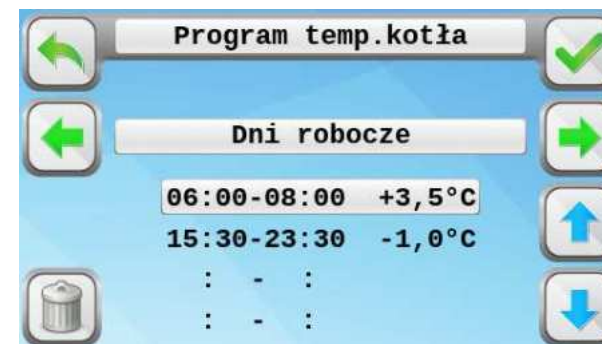 Program temp.kotła
Dni robocze
06:00-08:00 +3,5°C
15:30-23:30 -1,0°C
: - :
: - :